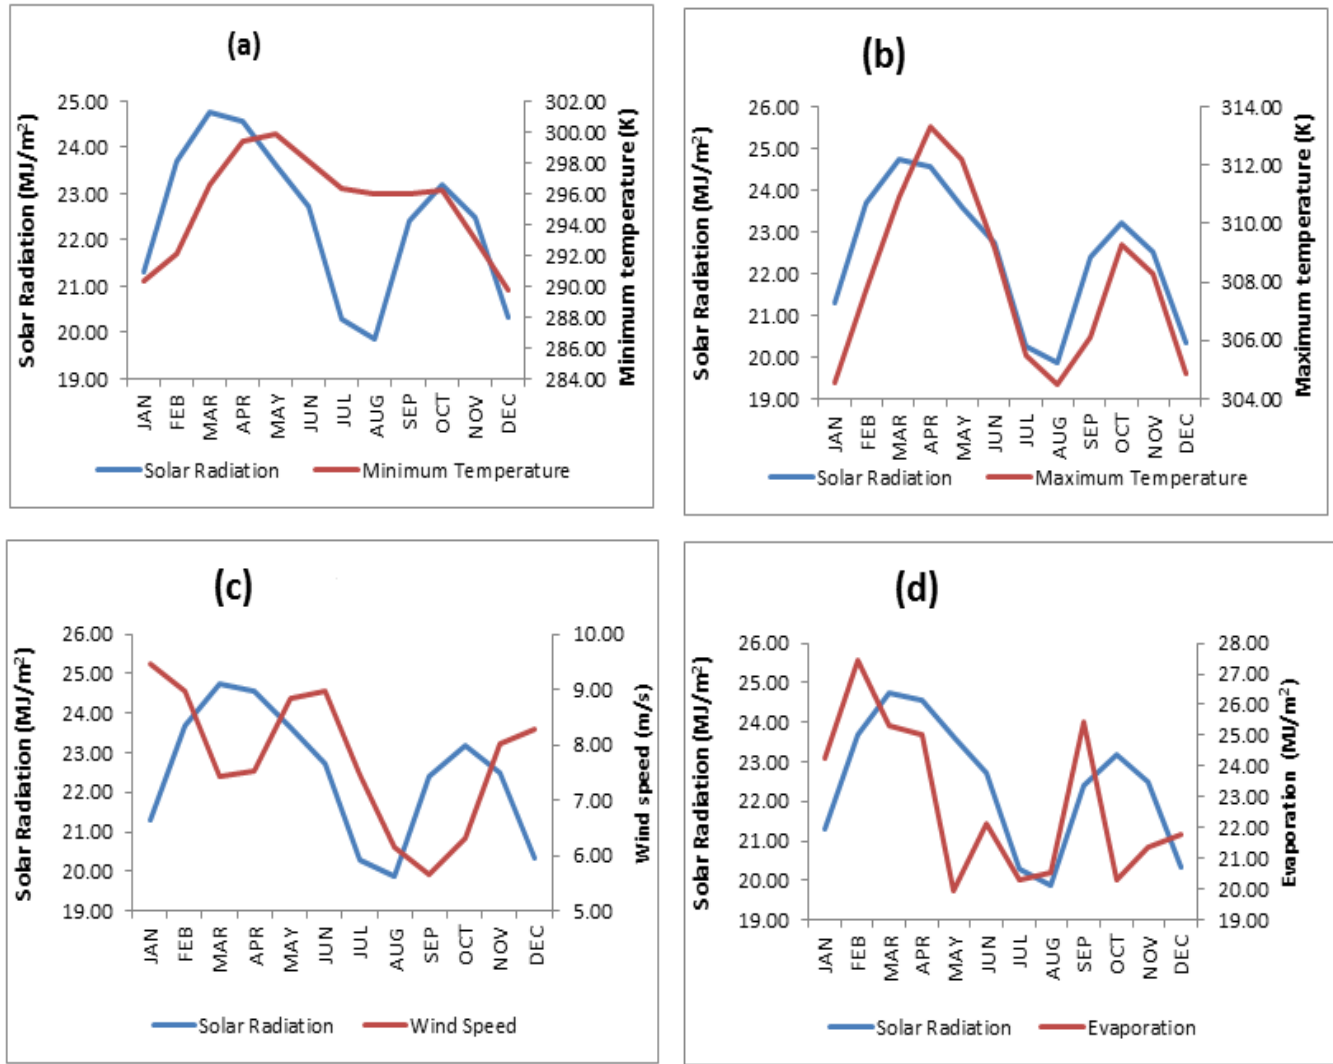 (a)
Solar Radiation (MJ/m²)
25.00
24.00
23.00
22.00
21.00
20.00
19.00
302.00
300.00
298.00
296.00
294.00
292.00
290.00
288.00
286.00
284.00
Minimum temperature(K)
JAN
FEB
MAR
APR
MAY
JUN
JUL
AUG
SEP
OCT
NOV
DEC
Solar Radiation
Minimum Temperature
(b)
Solar Radiation (MJ/m²)
26.00
25.00
24.00
23.00
22.00
21.00
20.00
19.00
314.00
312.00
310.00
308.00
306.00
304.00
Maximum temperature (K)
JAN
FEB
MAR
APR
MAY
JUN
JUL
AUG
SEP
OCT
NOV
DEC
Solar Radiation
Maximum Temperature
(c)
Solar Radiation (MJ/m²)
26.00
25.00
24.00
23.00
22.00
21.00
20.00
19.00
10.00
9.00
8.00
7.00
6.00
5.00
Wind speed (m/s)
JAN
FEB
MAR
APR
MAY
JUN
JUL
AUG
SEP
OCT
NOV
DEC
Solar Radiation
Wind Speed
(d)
Solar Radiation (MJ/m²)
26.00
25.00
24.00
23.00
22.00
21.00
20.00
19.00
28.00
27.00
26.00
25.00
24.00
23.00
22.00
21.00
20.00
19.00
Evaporation (MJ/m²)
JAN
FEB
MAR
APR
MAY
JUN
JUL
AUG
SEP
OCT
NOV
DEC
Solar Radiation
Evaporation